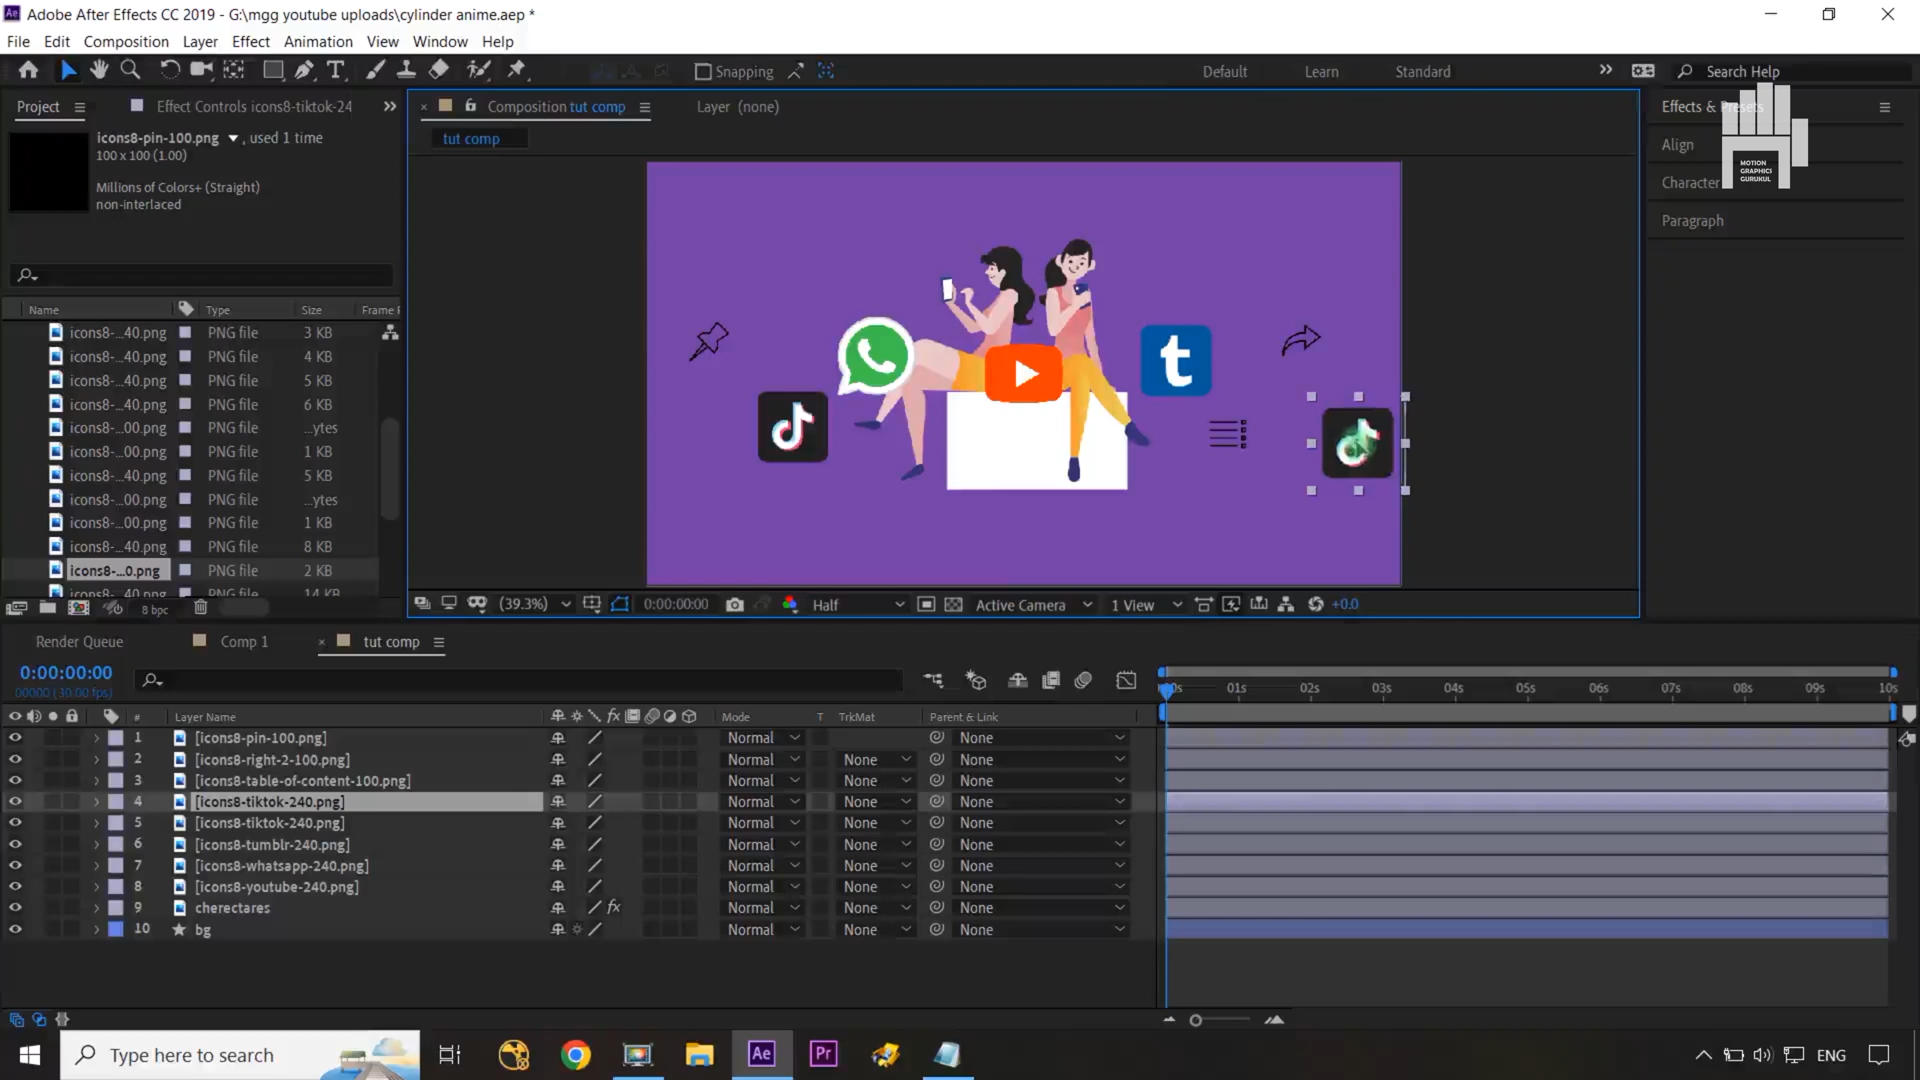 Adobe After Effects CC 2019 - G:\mgg youtube uploads\cylinder anime.aep *
File Edit Composition Layer Effect Animation View Window Help
Snapping
Default Learn Standard
Search Help
Project
Effect Controls icons8-tiktok-24
Composition tut comp
Layer (none)
Effects & Presets
icons8-pin-100.png
, used 1 time
100 x 100 (1.00)
tut comp
Align
MOTION
GRAPHICS
GURUKUL
Millions of Colors+ (Straight)
non-interlaced
Character
Paragraph
Name Type Size Frame
icons8-...40.png PNG file 3 KB
icons8-...40.png PNG file 4 KB
icons8-...40.png PNG file 5 KB
icons8-...40.png PNG file 6 KB
icons8-...00.png PNG file ...ytes
icons8-...00.png PNG file 1 KB
icons8-...40.png PNG file 5 KB
icons8-...00.png PNG file ...ytes
icons8-...00.png PNG file 1 KB
icons8-...40.png PNG file 8 KB
icons8-...0.png PNG file 2 KB
icons8-...40.png PNG file 14 KB
t
8 bpc
(39.3%) 0:00:00:00 Half Active Camera 1 View +0.0
Render Queue Comp 1 tut comp
0:00:00:00
00000 (30.00 fps)
01s 02s 03s 04s 05s 06s 07s 08s 09s 10s
# Layer Name fx Mode T TrkMat Parent & Link
1 [icons8-pin-100.png] Normal None
2 [icons8-right-2-100.png] Normal None None
3 [icons8-table-of-content-100.png] Normal None None
4 [icons8-tiktok-240.png] Normal None None
5 [icons8-tiktok-240.png] Normal None None
6 [icons8-tumblr-240.png] Normal None None
7 [icons8-whatsapp-240.png] Normal None None
8 [icons8-youtube-240.png] Normal None None
9 cherectares fx Normal None None
10 bg Normal None None
Type here to search
Ae
Pr
ENG